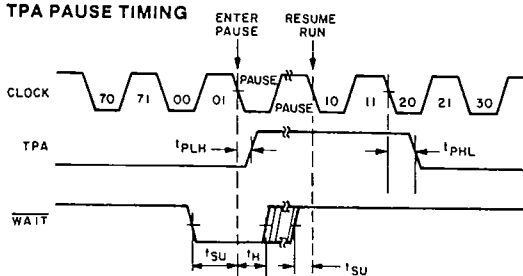 TPA PAUSE TIMING
ENTER PAUSE
RESUME RUN
CLOCK 70 71 00 01 PAUSE PAUSE 10 11 20 21 30
TPA tPLH tPHL
WAIT
tSU tH tSU